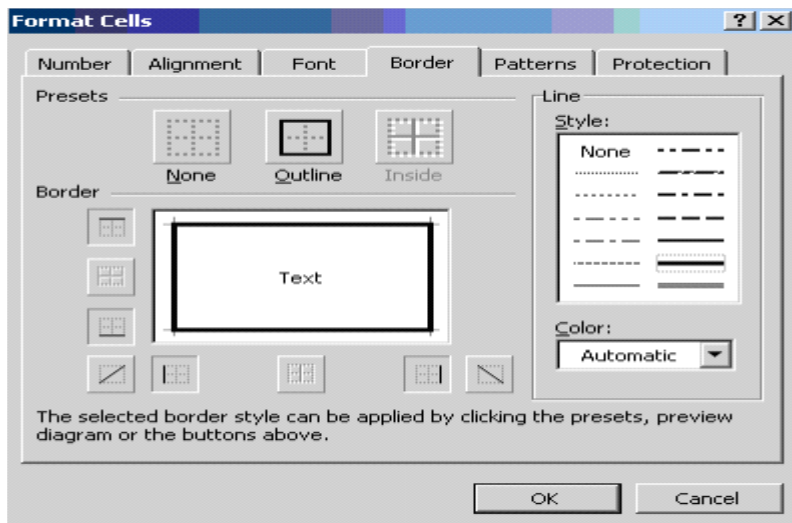 Format Cells
Number Alignment Font Border Patterns Protection
Presets
None Outline Inside
Border
Text
Line
Style:
None
Color:
Automatic
The selected border style can be applied by clicking the presets, preview
diagram or the buttons above.
OK Cancel